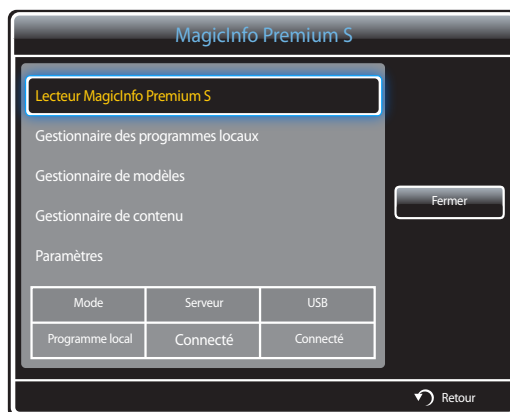 MagicInfo Premium S
Lecteur MagicInfo Premium S
Gestionnaire des programmes locaux
Gestionnaire de modèles
Gestionnaire de contenu
Paramètres
Fermer
Mode Serveur USB
Programme local Connecté Connecté
Retour